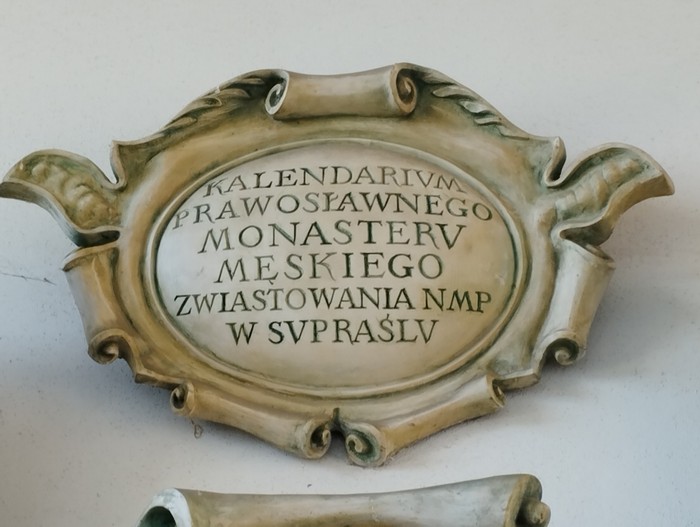 KALENDARIVM
PRAWOSŁAWNEGO
MONASTERV
MĘSKIEGO
ZWIASTOWANIA NMP
W SVPRAŚLV